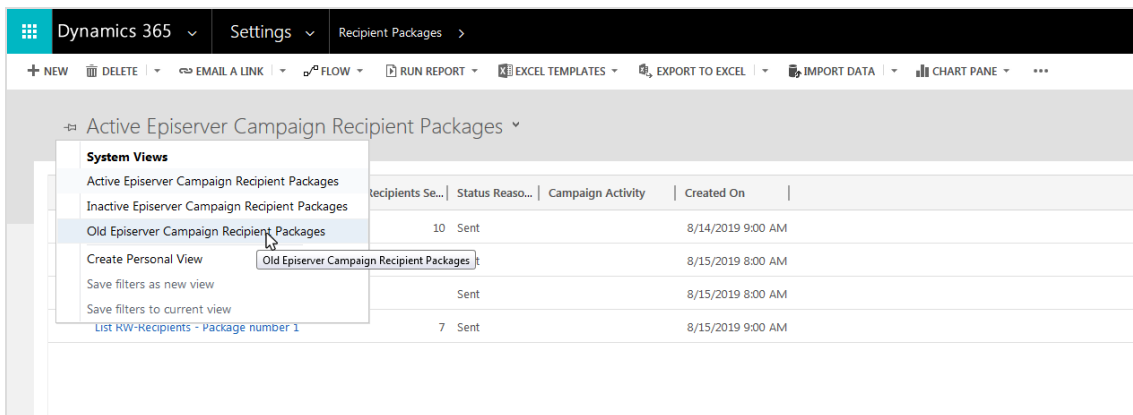 Dynamics 365 Settings Recipient Packages >
NEW DELETE EMAIL A LINK FLOW RUN REPORT EXCEL TEMPLATES EXPORT TO EXCEL IMPORT DATA CHART PANE •••
Active Episerver Campaign Recipient Packages
System Views
Active Episerver Campaign Recipient Packages
Inactive Episerver Campaign Recipient Packages
Old Episerver Campaign Recipient Packages
Create Personal View
Old Episerver Campaign Recipient Packages
Save filters as new view
Save filters to current view
Recipients Se... Status Reaso... Campaign Activity Created On
10 Sent 8/14/2019 9:00 AM
8/15/2019 8:00 AM
Sent 8/15/2019 8:00 AM
List RW-Recipients - Package number 1 7 Sent 8/15/2019 9:00 AM